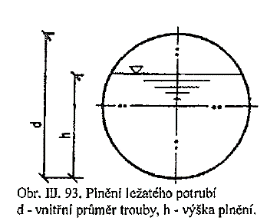 d
h
Obr. III. 93. Plnění ležatého potrubí
d - vnitřní průměr trouby, h - výška plnění.